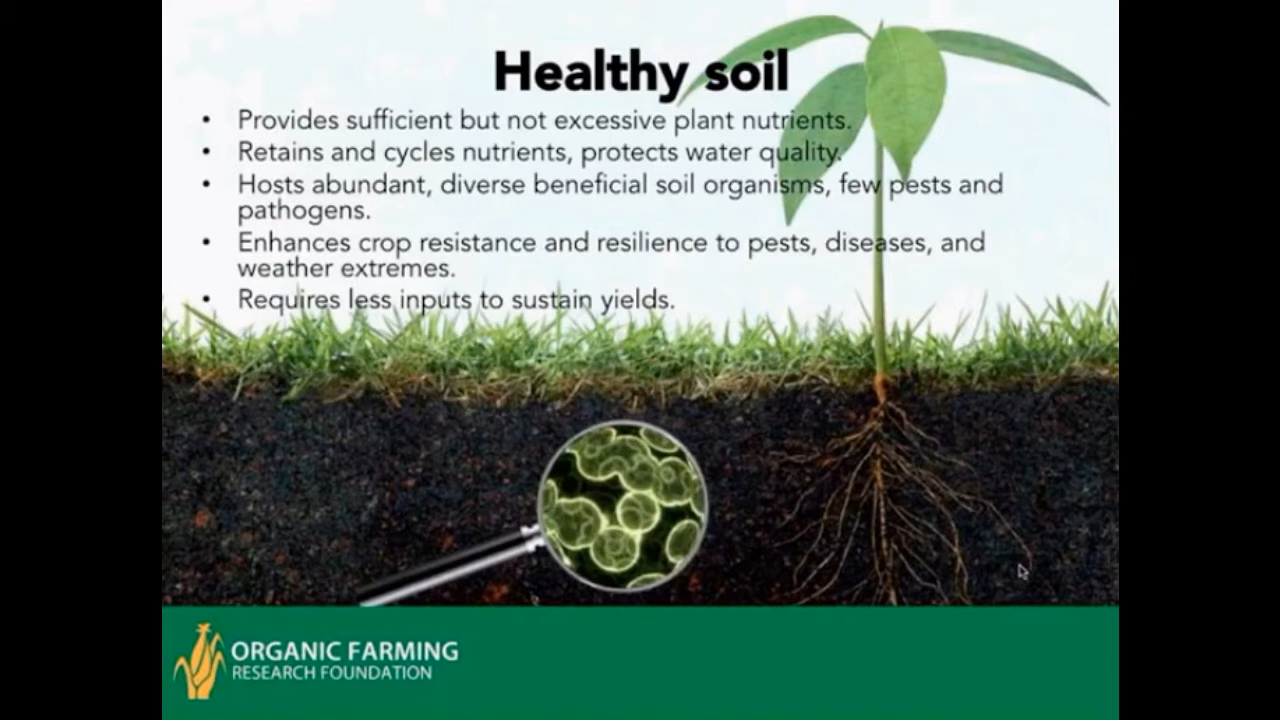 Healthy soil
• Provides sufficient but not excessive plant nutrients.
• Retains and cycles nutrients, protects water quality.
• Hosts abundant, diverse beneficial soil organisms, few pests and
pathogens.
• Enhances crop resistance and resilience to pests, diseases, and
weather extremes.
• Requires less inputs to sustain yields.
ORGANIC FARMING
RESEARCH FOUNDATION